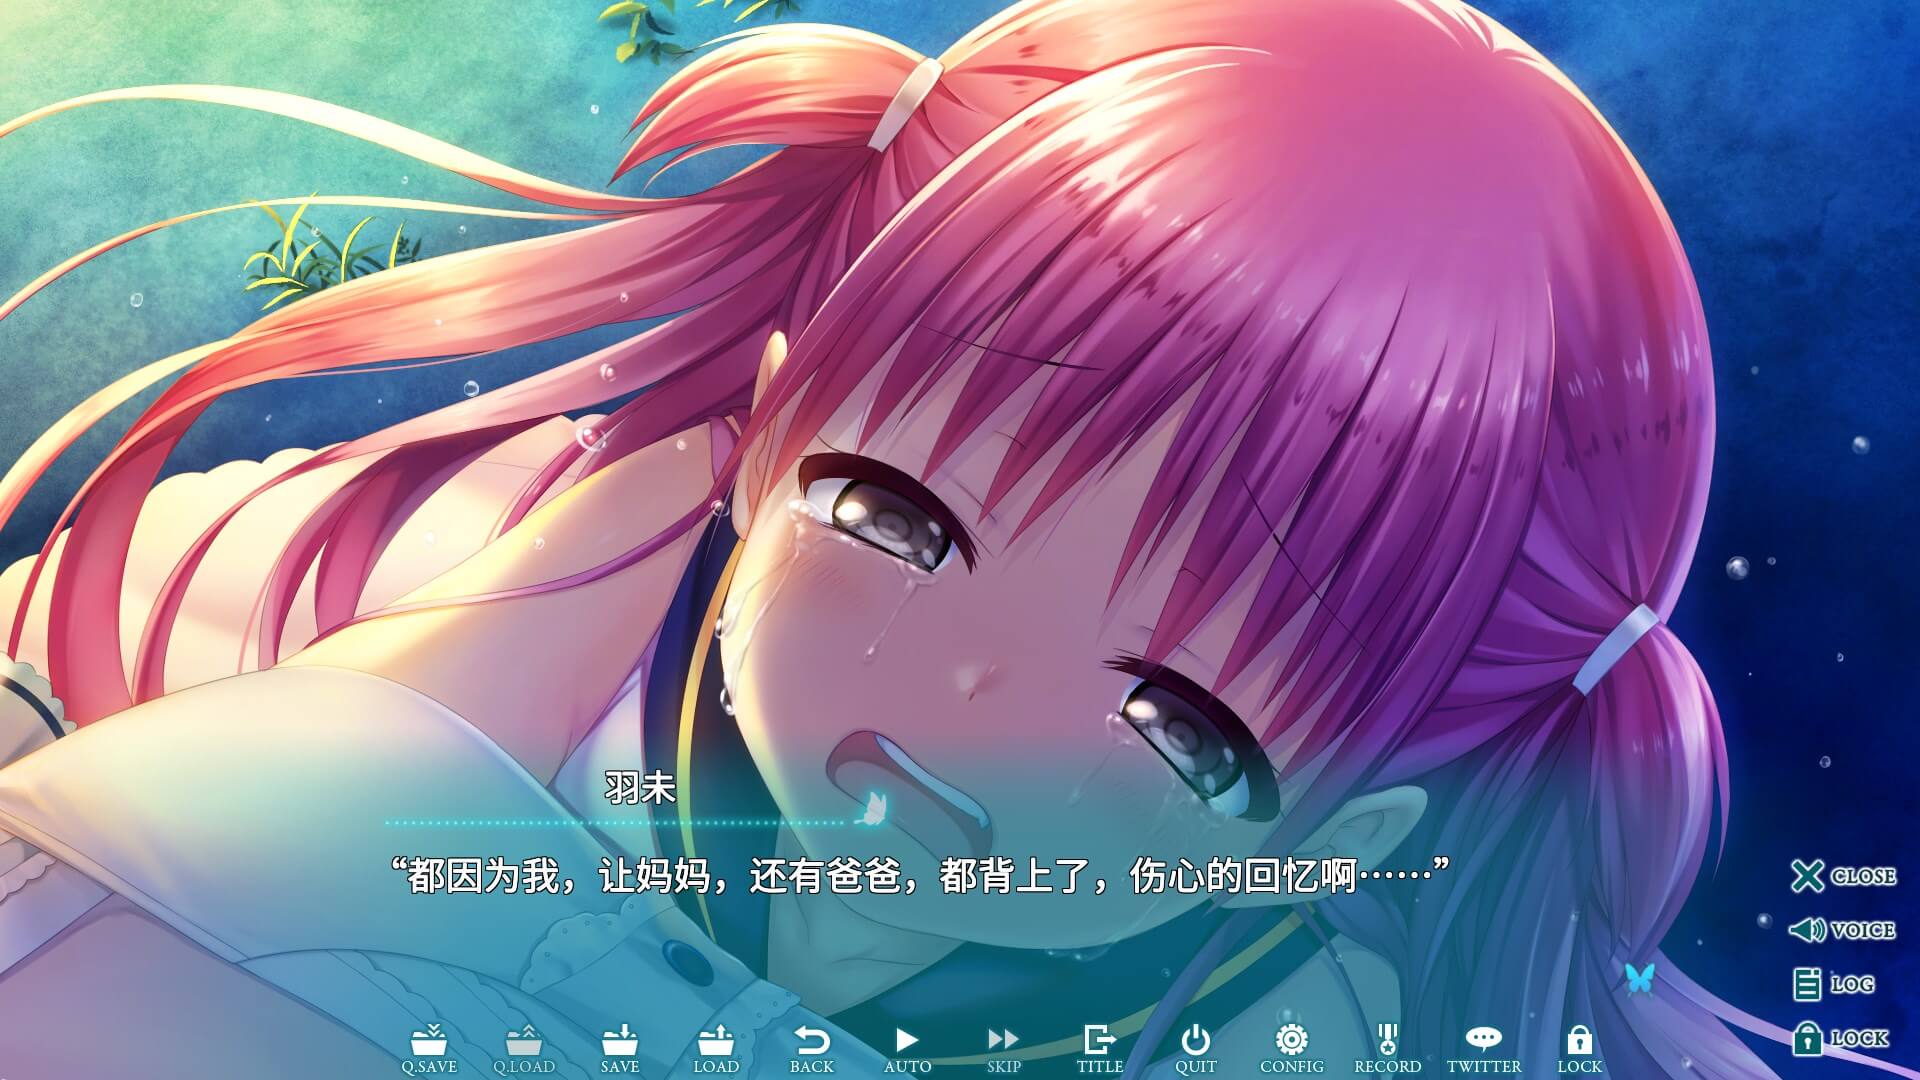 羽未
“都因为我，让妈妈，还有爸爸，都背上了，伤心的回忆啊……”
CLOSE
VOICE
LOG
LOCK
Q.SAVE Q.LOAD SAVE LOAD BACK AUTO SKIP TITLE QUIT CONFIG RECORD TWITTER LOCK